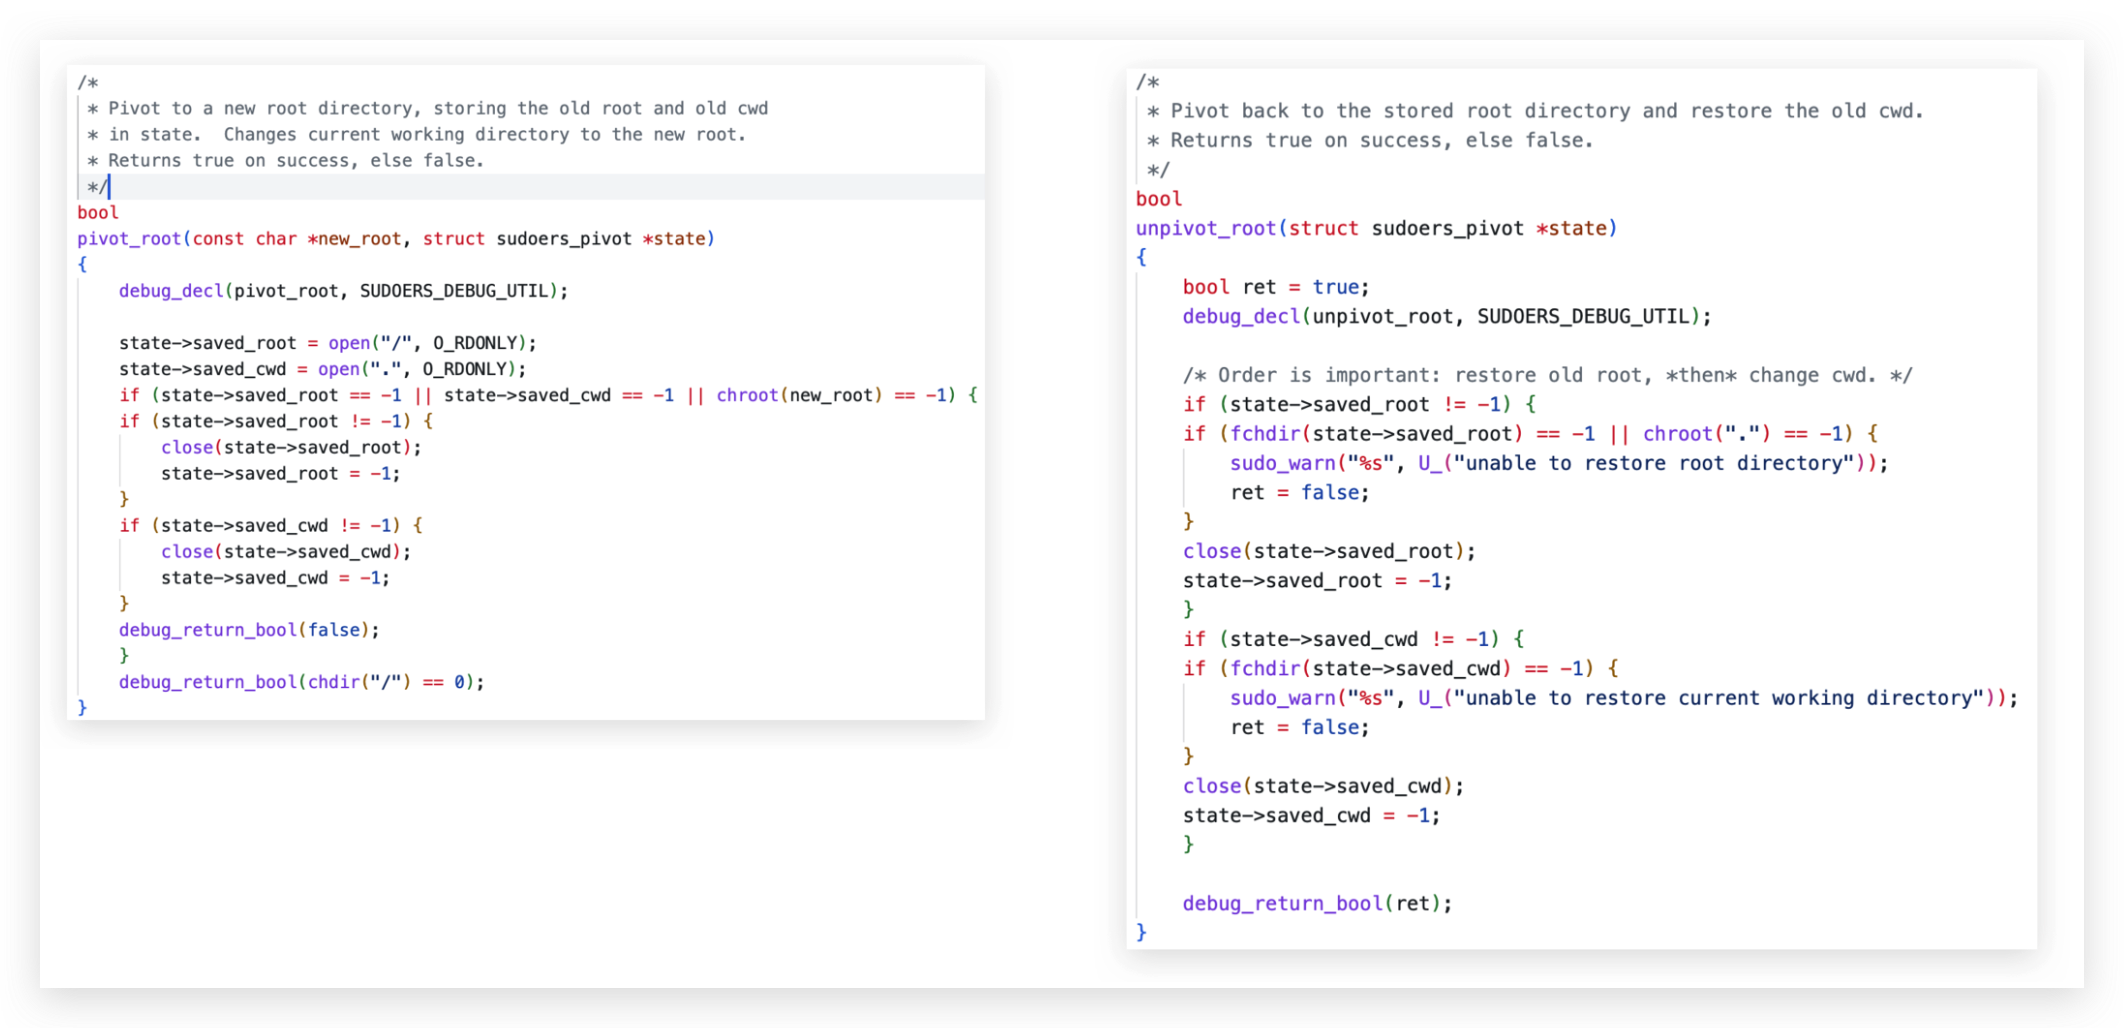 /*
 * Pivot to a new root directory, storing the old root and old cwd
 * in state.  Changes current working directory to the new root.
 * Returns true on success, else false.
 */
bool
pivot_root(const char *new_root, struct sudoers_pivot *state)
{
    debug_decl(pivot_root, SUDOERS_DEBUG_UTIL);

    state->saved_root = open("/", O_RDONLY);
    state->saved_cwd = open(".", O_RDONLY);
    if (state->saved_root == -1 || state->saved_cwd == -1 || chroot(new_root) == -1) {
    if (state->saved_root != -1) {
        close(state->saved_root);
        state->saved_root = -1;
    }
    if (state->saved_cwd != -1) {
        close(state->saved_cwd);
        state->saved_cwd = -1;
    }
    debug_return_bool(false);
    }
    debug_return_bool(chdir("/") == 0);
}
/*
 * Pivot back to the stored root directory and restore the old cwd.
 * Returns true on success, else false.
 */
bool
unpivot_root(struct sudoers_pivot *state)
{
    bool ret = true;
    debug_decl(unpivot_root, SUDOERS_DEBUG_UTIL);

    /* Order is important: restore old root, *then* change cwd. */
    if (state->saved_root != -1) {
    if (fchdir(state->saved_root) == -1 || chroot(".") == -1) {
        sudo_warn("%s", U_("unable to restore root directory"));
        ret = false;
    }
    close(state->saved_root);
    state->saved_root = -1;
    }
    if (state->saved_cwd != -1) {
    if (fchdir(state->saved_cwd) == -1) {
        sudo_warn("%s", U_("unable to restore current working directory"));
        ret = false;
    }
    close(state->saved_cwd);
    state->saved_cwd = -1;
    }

    debug_return_bool(ret);
}